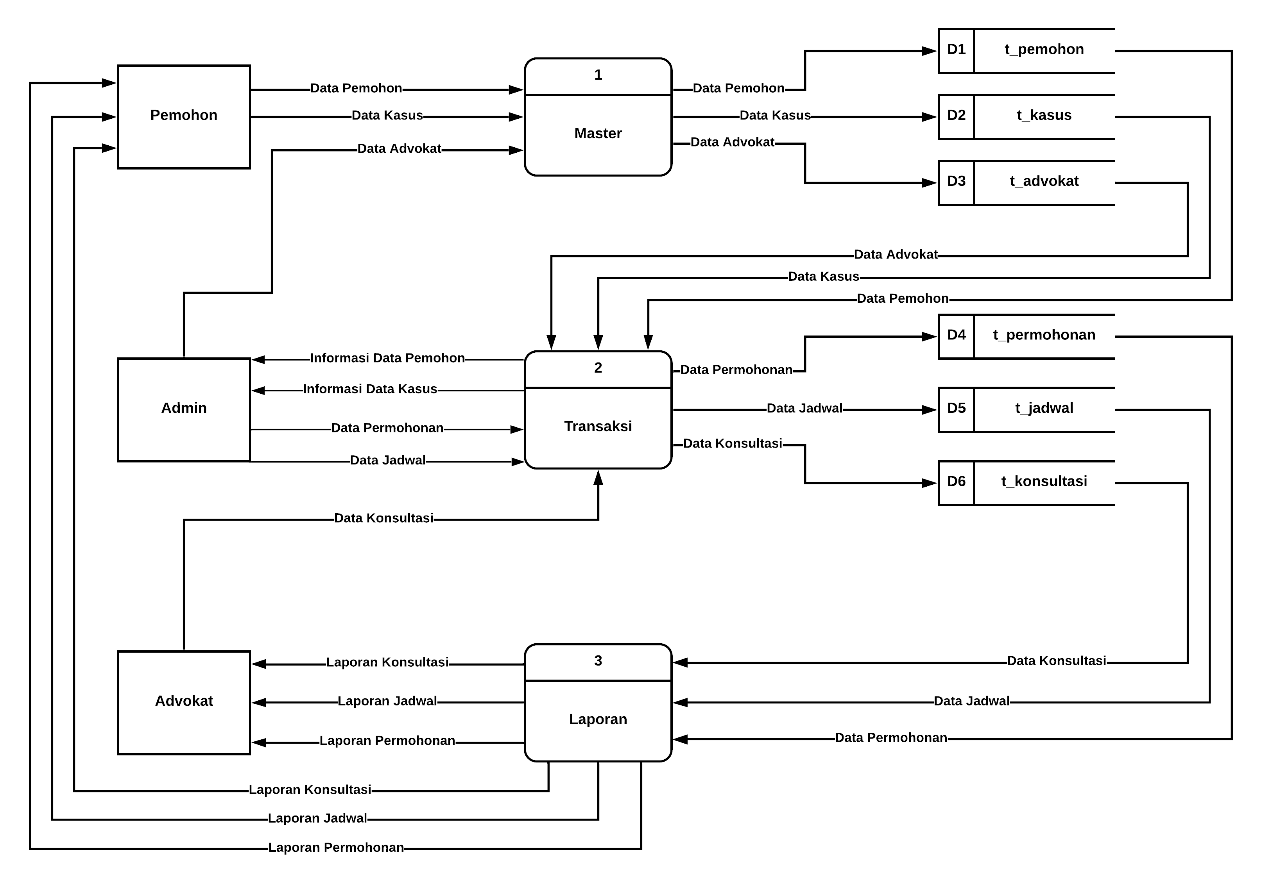 D1
t_pemohon
1
Data Pemohon
Data Pemohon
Pemohon
Data Kasus
Data Kasus
D2
t_kasus
Master
Data Advokat
Data Advokat
D3
t_advokat
Data Advokat
Data Kasus
Data Pemohon
D4
t_permohonan
Informasi Data Pemohon
2
Data Permohonan
Informasi Data Kasus
Admin
Data Jadwal
D5
t_jadwal
Data Permohonan
Transaksi
Data Konsultasi
Data Jadwal
D6
t_konsultasi
Data Konsultasi
Laporan Konsultasi
3
Data Konsultasi
Advokat
Laporan Jadwal
Data Jadwal
Laporan
Laporan Permohonan
Data Permohonan
Laporan Konsultasi
Laporan Jadwal
Laporan Permohonan